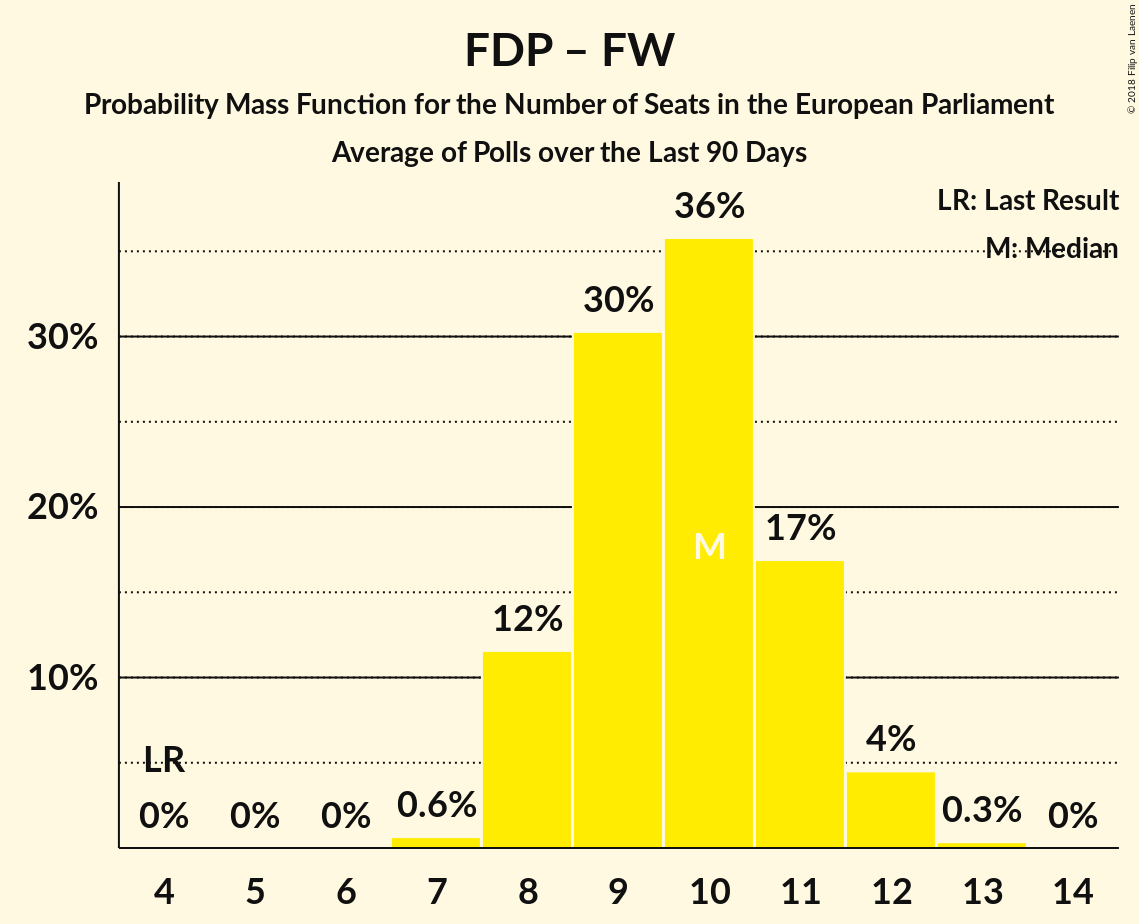 FDP – FW
Probability Mass Function for the Number of Seats in the European Parliament
Average of Polls over the Last 90 Days
© 2018 Filip van Laenen
LR: Last Result
M: Median
30%
20%
10%
LR
0%
0%
0%
0.6%
12%
30%
36%
M
17%
4%
0.3%
0%
4 5 6 7 8 9 10 11 12 13 14